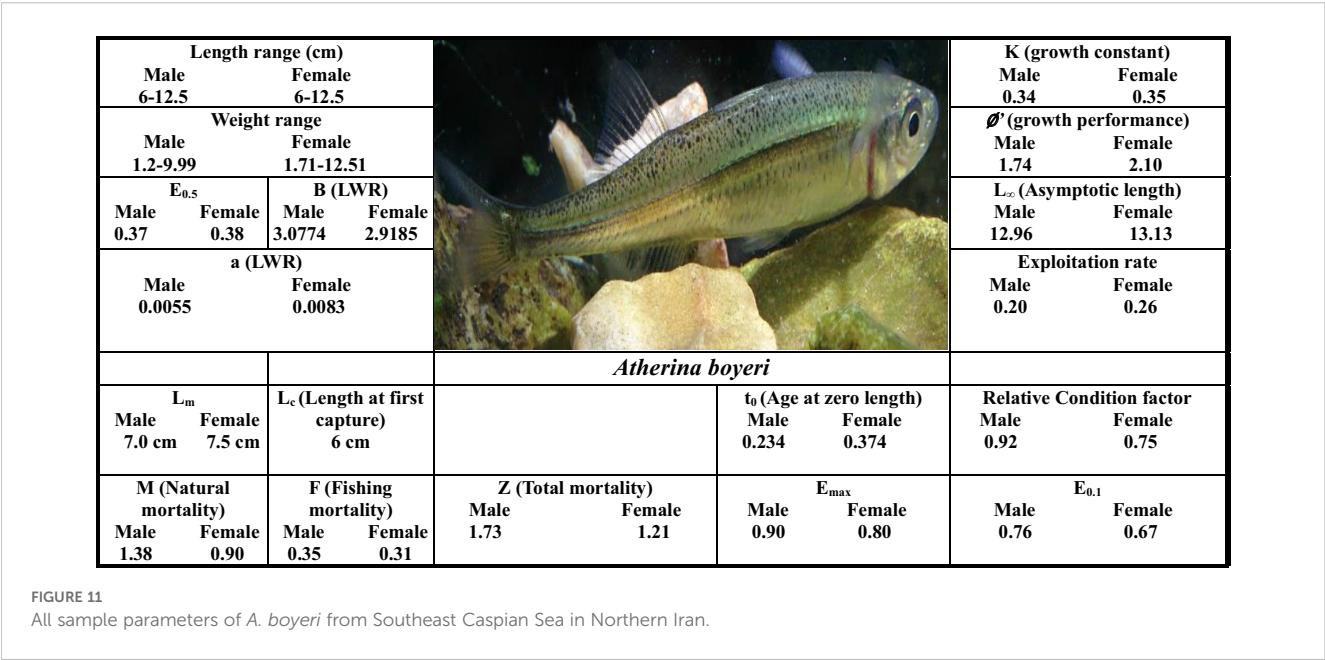 Length range (cm)
Male Female
6-12.5 6-12.5
Weight range
Male Female
1.2-9.99 1.71-12.51
E0.5
Male Female
0.37 0.38
B (LWR)
Male Female
3.0774 2.9185
a (LWR)
Male Female
0.0055 0.0083
K (growth constant)
Male Female
0.34 0.35
Ø’ (growth performance)
Male Female
1.74 2.10
L∞ (Asymptotic length)
Male Female
12.96 13.13
Exploitation rate
Male Female
0.20 0.26
Atherina boyeri
Lm
Male Female
7.0 cm 7.5 cm
Lc (Length at first
capture)
6 cm
t0 (Age at zero length)
Male Female
0.234 0.374
Relative Condition factor
Male Female
0.92 0.75
M (Natural
mortality)
Male Female
1.38 0.90
F (Fishing
mortality)
Male Female
0.35 0.31
Z (Total mortality)
Male Female
1.73 1.21
Emax
Male Female
0.90 0.80
E0.1
Male Female
0.76 0.67
FIGURE 11
All sample parameters of A. boyeri from Southeast Caspian Sea in Northern Iran.